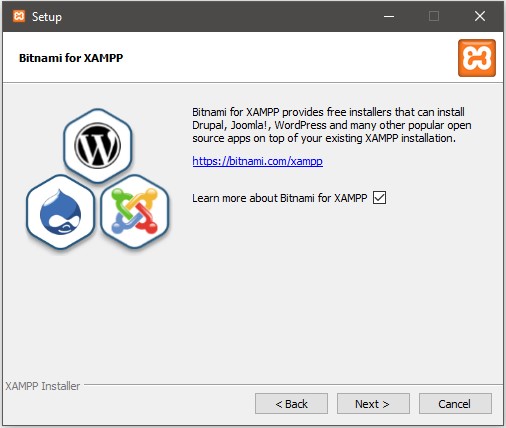 Setup
Bitnami for XAMPP
Bitnami for XAMPP provides free installers that can install
Drupal, Joomla!, WordPress and many other popular open
source apps on top of your existing XAMPP installation.
https://bitnami.com/xampp
Learn more about Bitnami for XAMPP
XAMPP Installer
< Back
Next >
Cancel